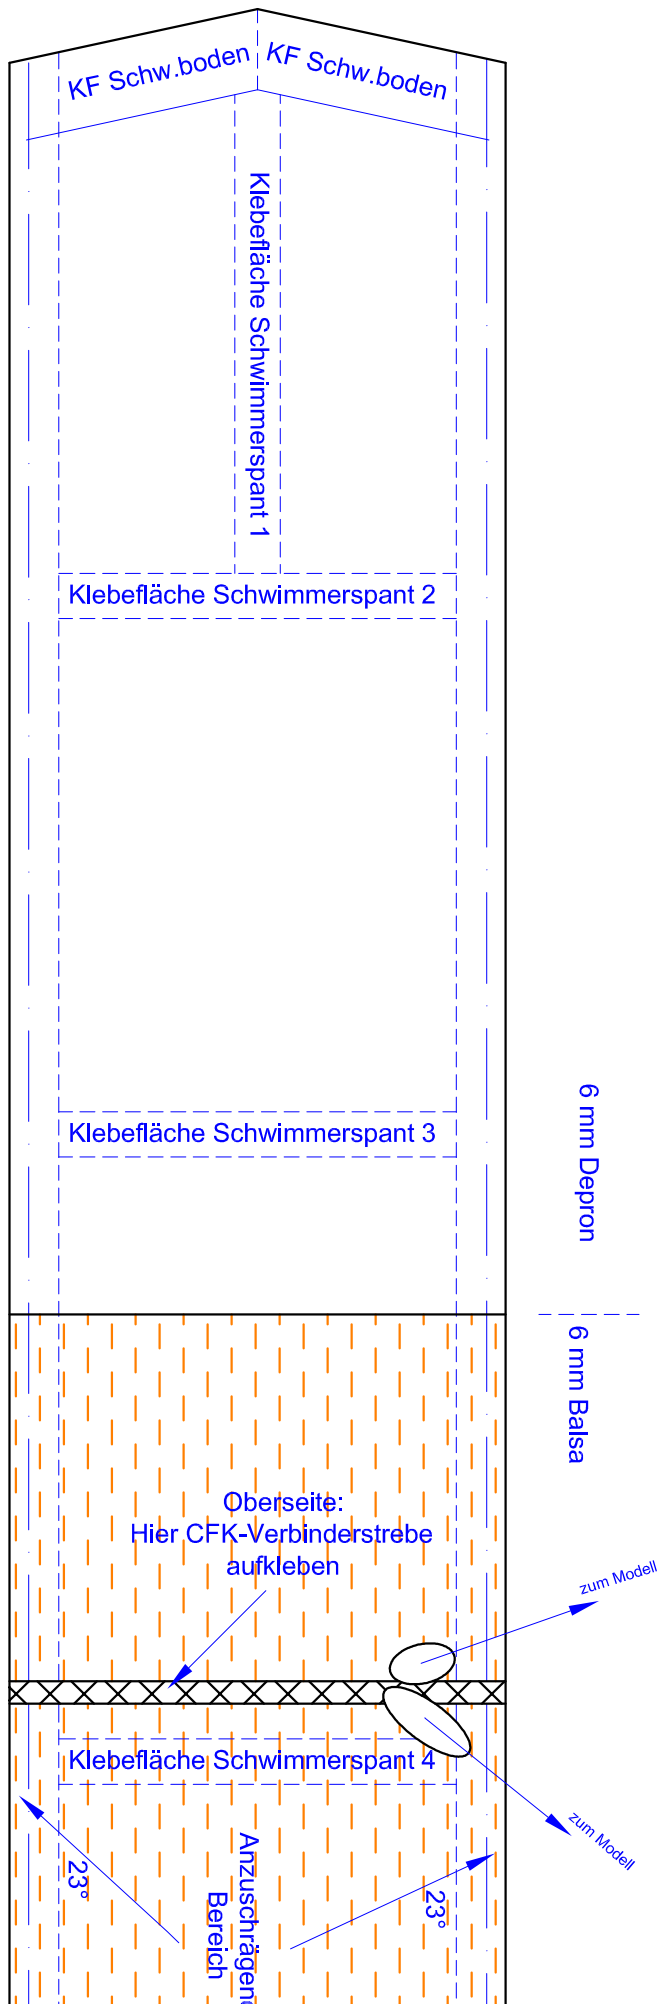 KF Schw.boden
KF Schw.boden
Klebefläche Schwimmerspant 1
Klebefläche Schwimmerspant 2
Klebefläche Schwimmerspant 3
6 mm Depron
6 mm Balsa
Oberseite:
Hier CFK-Verbinderstrebe
aufkleben
zum Modell
Klebefläche Schwimmerspant 4
zum Modell
23°
Bereich
23°